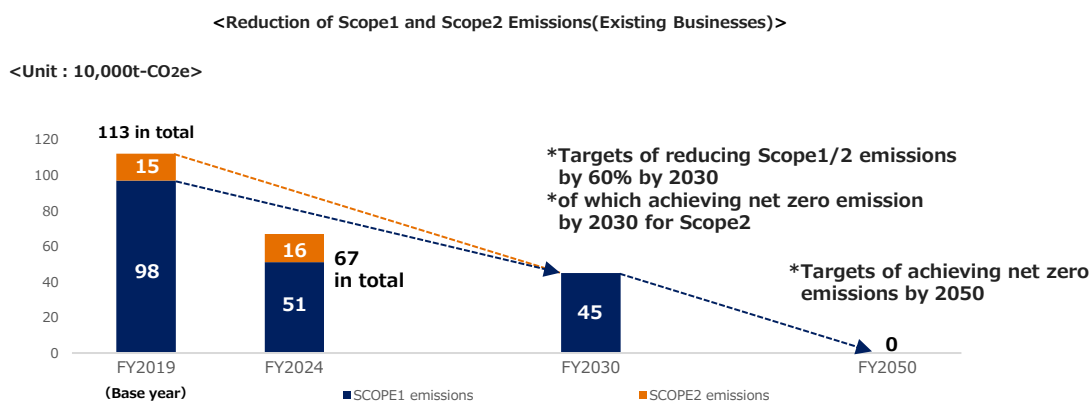 <Reduction of Scope1 and Scope2 Emissions(Existing Businesses)>
<Unit : 10,000t-CO2e>
113 in total
120
100
80
60
40
20
0
15
98
16
51
67
in total
45
0
*Targets of reducing Scope1/2 emissions
by 60% by 2030
*of which achieving net zero emission
by 2030 for Scope2
*Targets of achieving net zero
emissions by 2050
FY2019
FY2024
FY2030
FY2050
(Base year)
SCOPE1 emissions
SCOPE2 emissions